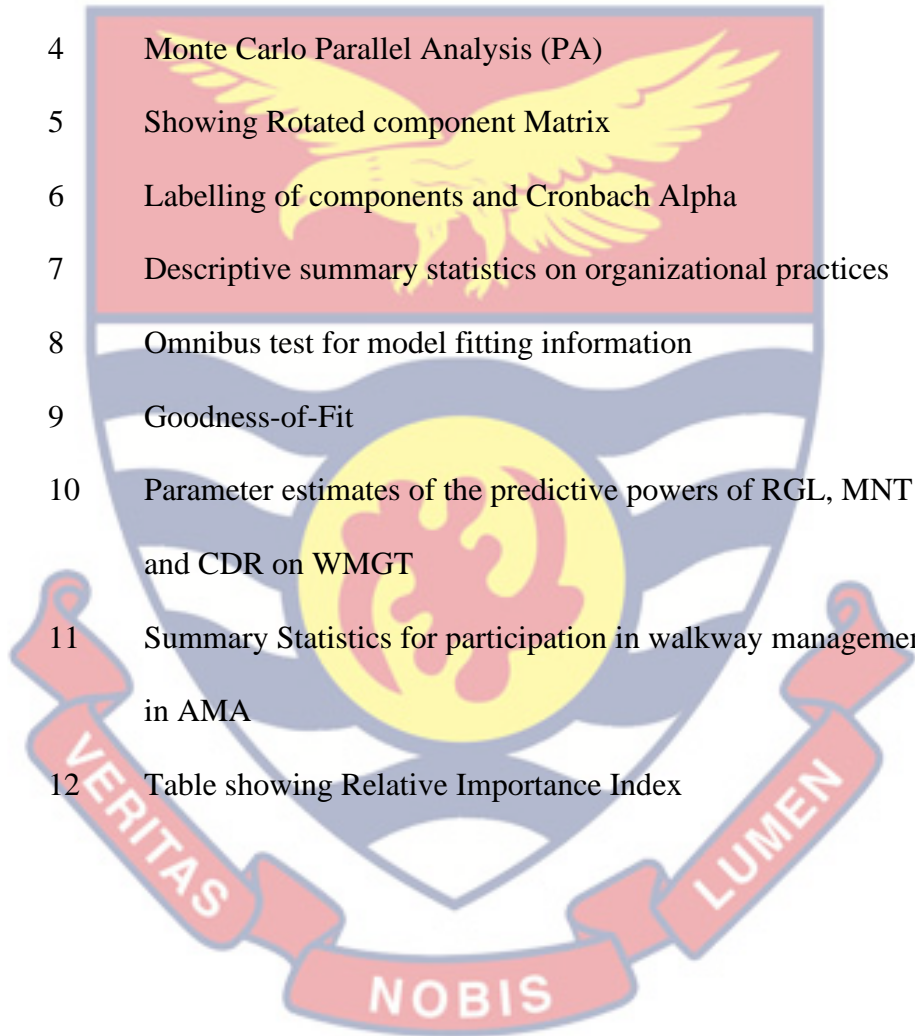 4 Monte Carlo Parallel Analysis (PA)
5 Showing Rotated component Matrix
6 Labelling of components and Cronbach Alpha
7 Descriptive summary statistics on organizational practices
8 Omnibus test for model fitting information
9 Goodness-of-Fit
10 Parameter estimates of the predictive powers of RGL, MNT
and CDR on WMGT
11 Summary Statistics for participation in walkway managemen
in AMA
12 Table showing Relative Importance Index
VERITAS
NOBIS
LUMEN